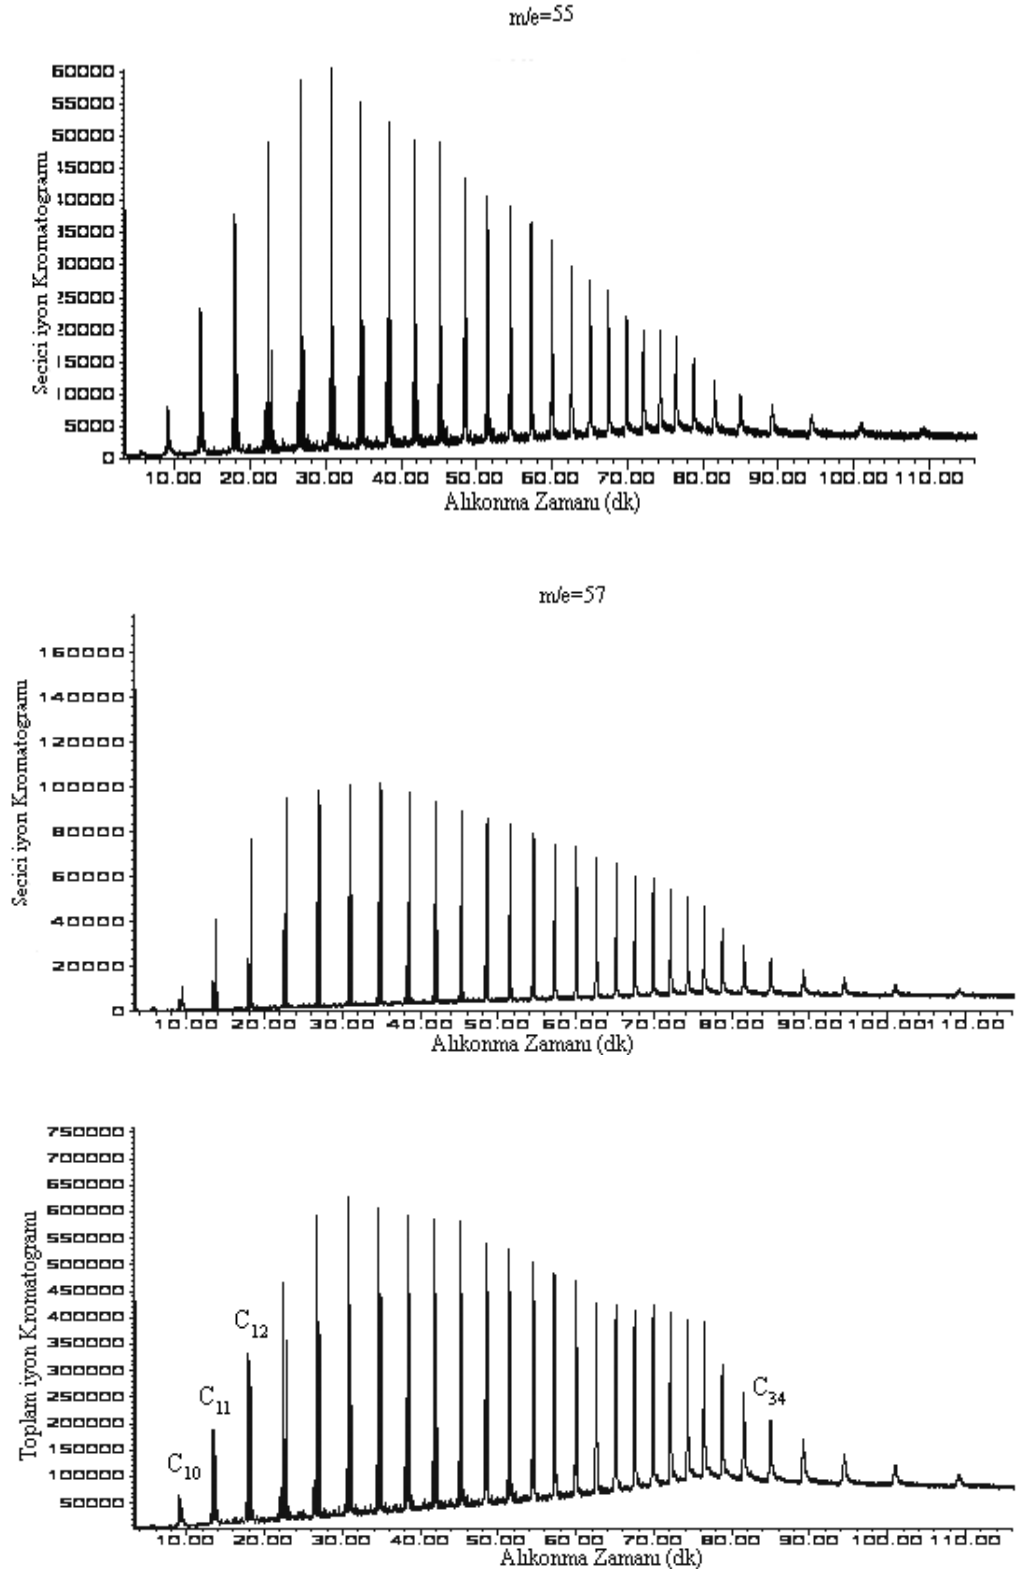 m/e=55
Secici iyon Kromatogramı
60000
55000
50000
45000
40000
35000
30000
25000
20000
15000
10000
5000
0
10.00 20.00 30.00 40.00 50.00 60.00 70.00 80.00 90.00 100.00 110.00
Alıkonma Zamanı (dk)
m/e=57
Secici iyon Kromatogramı
160000
140000
120000
100000
80000
60000
40000
20000
0
10.00 20.00 30.00 40.00 50.00 60.00 70.00 80.00 90.00 100.00 110.00
Alıkonma Zamanı (dk)
Toplam iyon Kromatogramı
750000
700000
650000
600000
550000
500000
450000
400000
350000
300000
250000
200000
150000
100000
50000
C12
C11
C10
C34
10.00 20.00 30.00 40.00 50.00 60.00 70.00 80.00 90.00 100.00 110.00
Alıkonma Zamanı (dk)